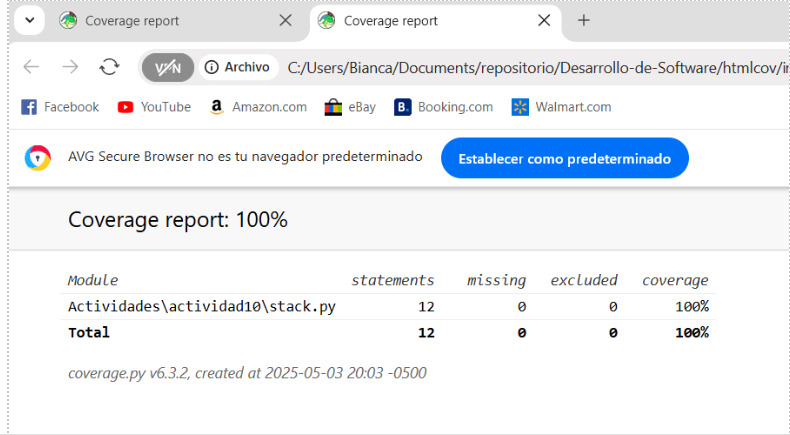 Coverage report Coverage report
VPN Archivo C:/Users/Bianca/Documents/repositorio/Desarrollo-de-Software/htmlcov/
Facebook YouTube Amazon.com eBay B. Booking.com Walmart.com
AVG Secure Browser no es tu navegador predeterminado Establecer como predeterminado
Coverage report: 100%
Module statements missing excluded coverage
Actividades\actividad10\stack.py 12 0 0 100%
Total 12 0 0 100%
coverage.py v6.3.2, created at 2025-05-03 20:03 -0500